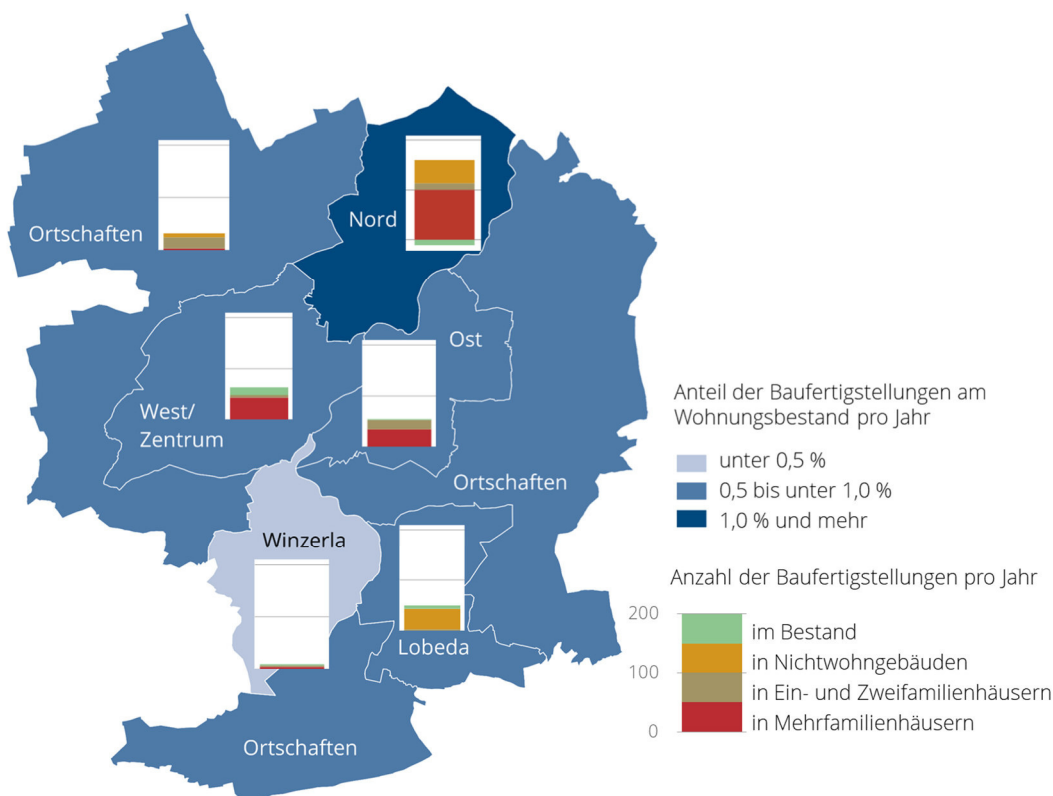 Ortschaften
Nord
Ost
West/
Zentrum
Ortschaften
Winzerla
Lobeda
Ortschaften
Anteil der Baufertigstellungen am
Wohnungsbestand pro Jahr
unter 0,5 %
0,5 bis unter 1,0 %
1,0 % und mehr
Anzahl der Baufertigstellungen pro Jahr
200
im Bestand
in Nichtwohngebäuden
100
in Ein- und Zweifamilienhäusern
in Mehrfamilienhäusern
0